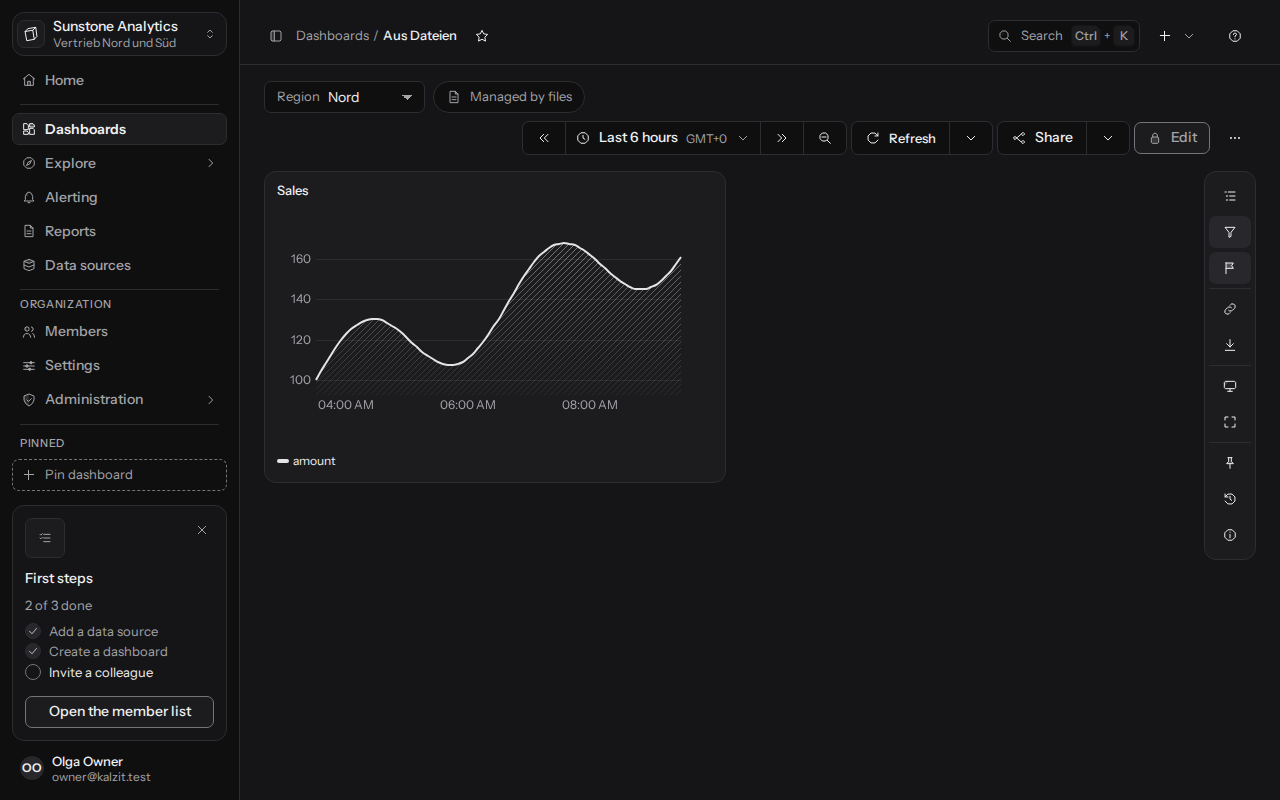 Sunstone Analytics
Vertrieb Nord und Süd
Home
Dashboards
Explore
Alerting
Reports
Data sources
ORGANIZATION
Members
Settings
Administration
PINNED
Pin dashboard
First steps
2 of 3 done
Add a data source
Create a dashboard
Invite a colleague
Open the member list
OO
Olga Owner
owner@kalzit.test
Dashboards / Aus Dateien
Search Ctrl + K
Region Nord
Managed by files
Last 6 hours GMT+0
Refresh
Share
Edit
Sales
160
140
120
100
04:00 AM 06:00 AM 08:00 AM
amount